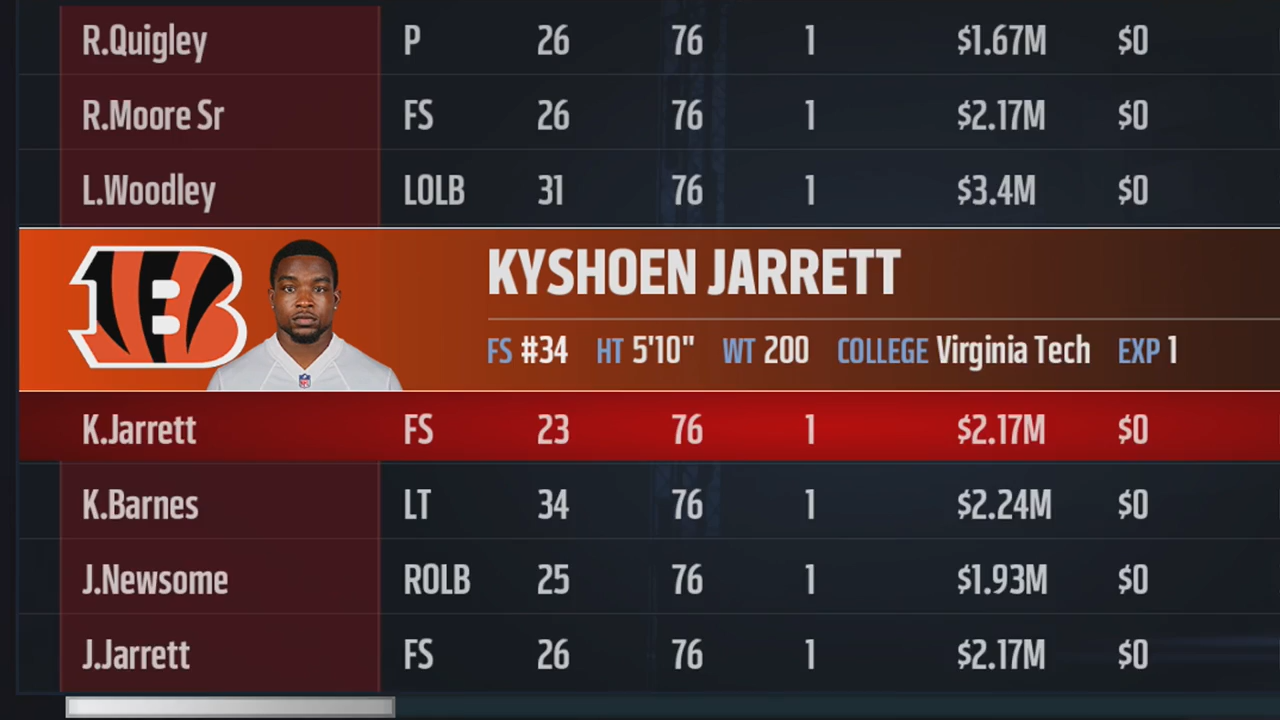 R.Quigley P 26 76 1 $1.67M $0
R.Moore Sr FS 26 76 1 $2.17M $0
L.Woodley LOLB 31 76 1 $3.4M $0
B KYSHOEN JARRETT
FS #34 HT 5'10" WT 200 COLLEGE Virginia Tech EXP 1
K.Jarrett FS 23 76 1 $2.17M $0
K.Barnes LT 34 76 1 $2.24M $0
J.Newsome ROLB 25 76 1 $1.93M $0
J.Jarrett FS 26 76 1 $2.17M $0